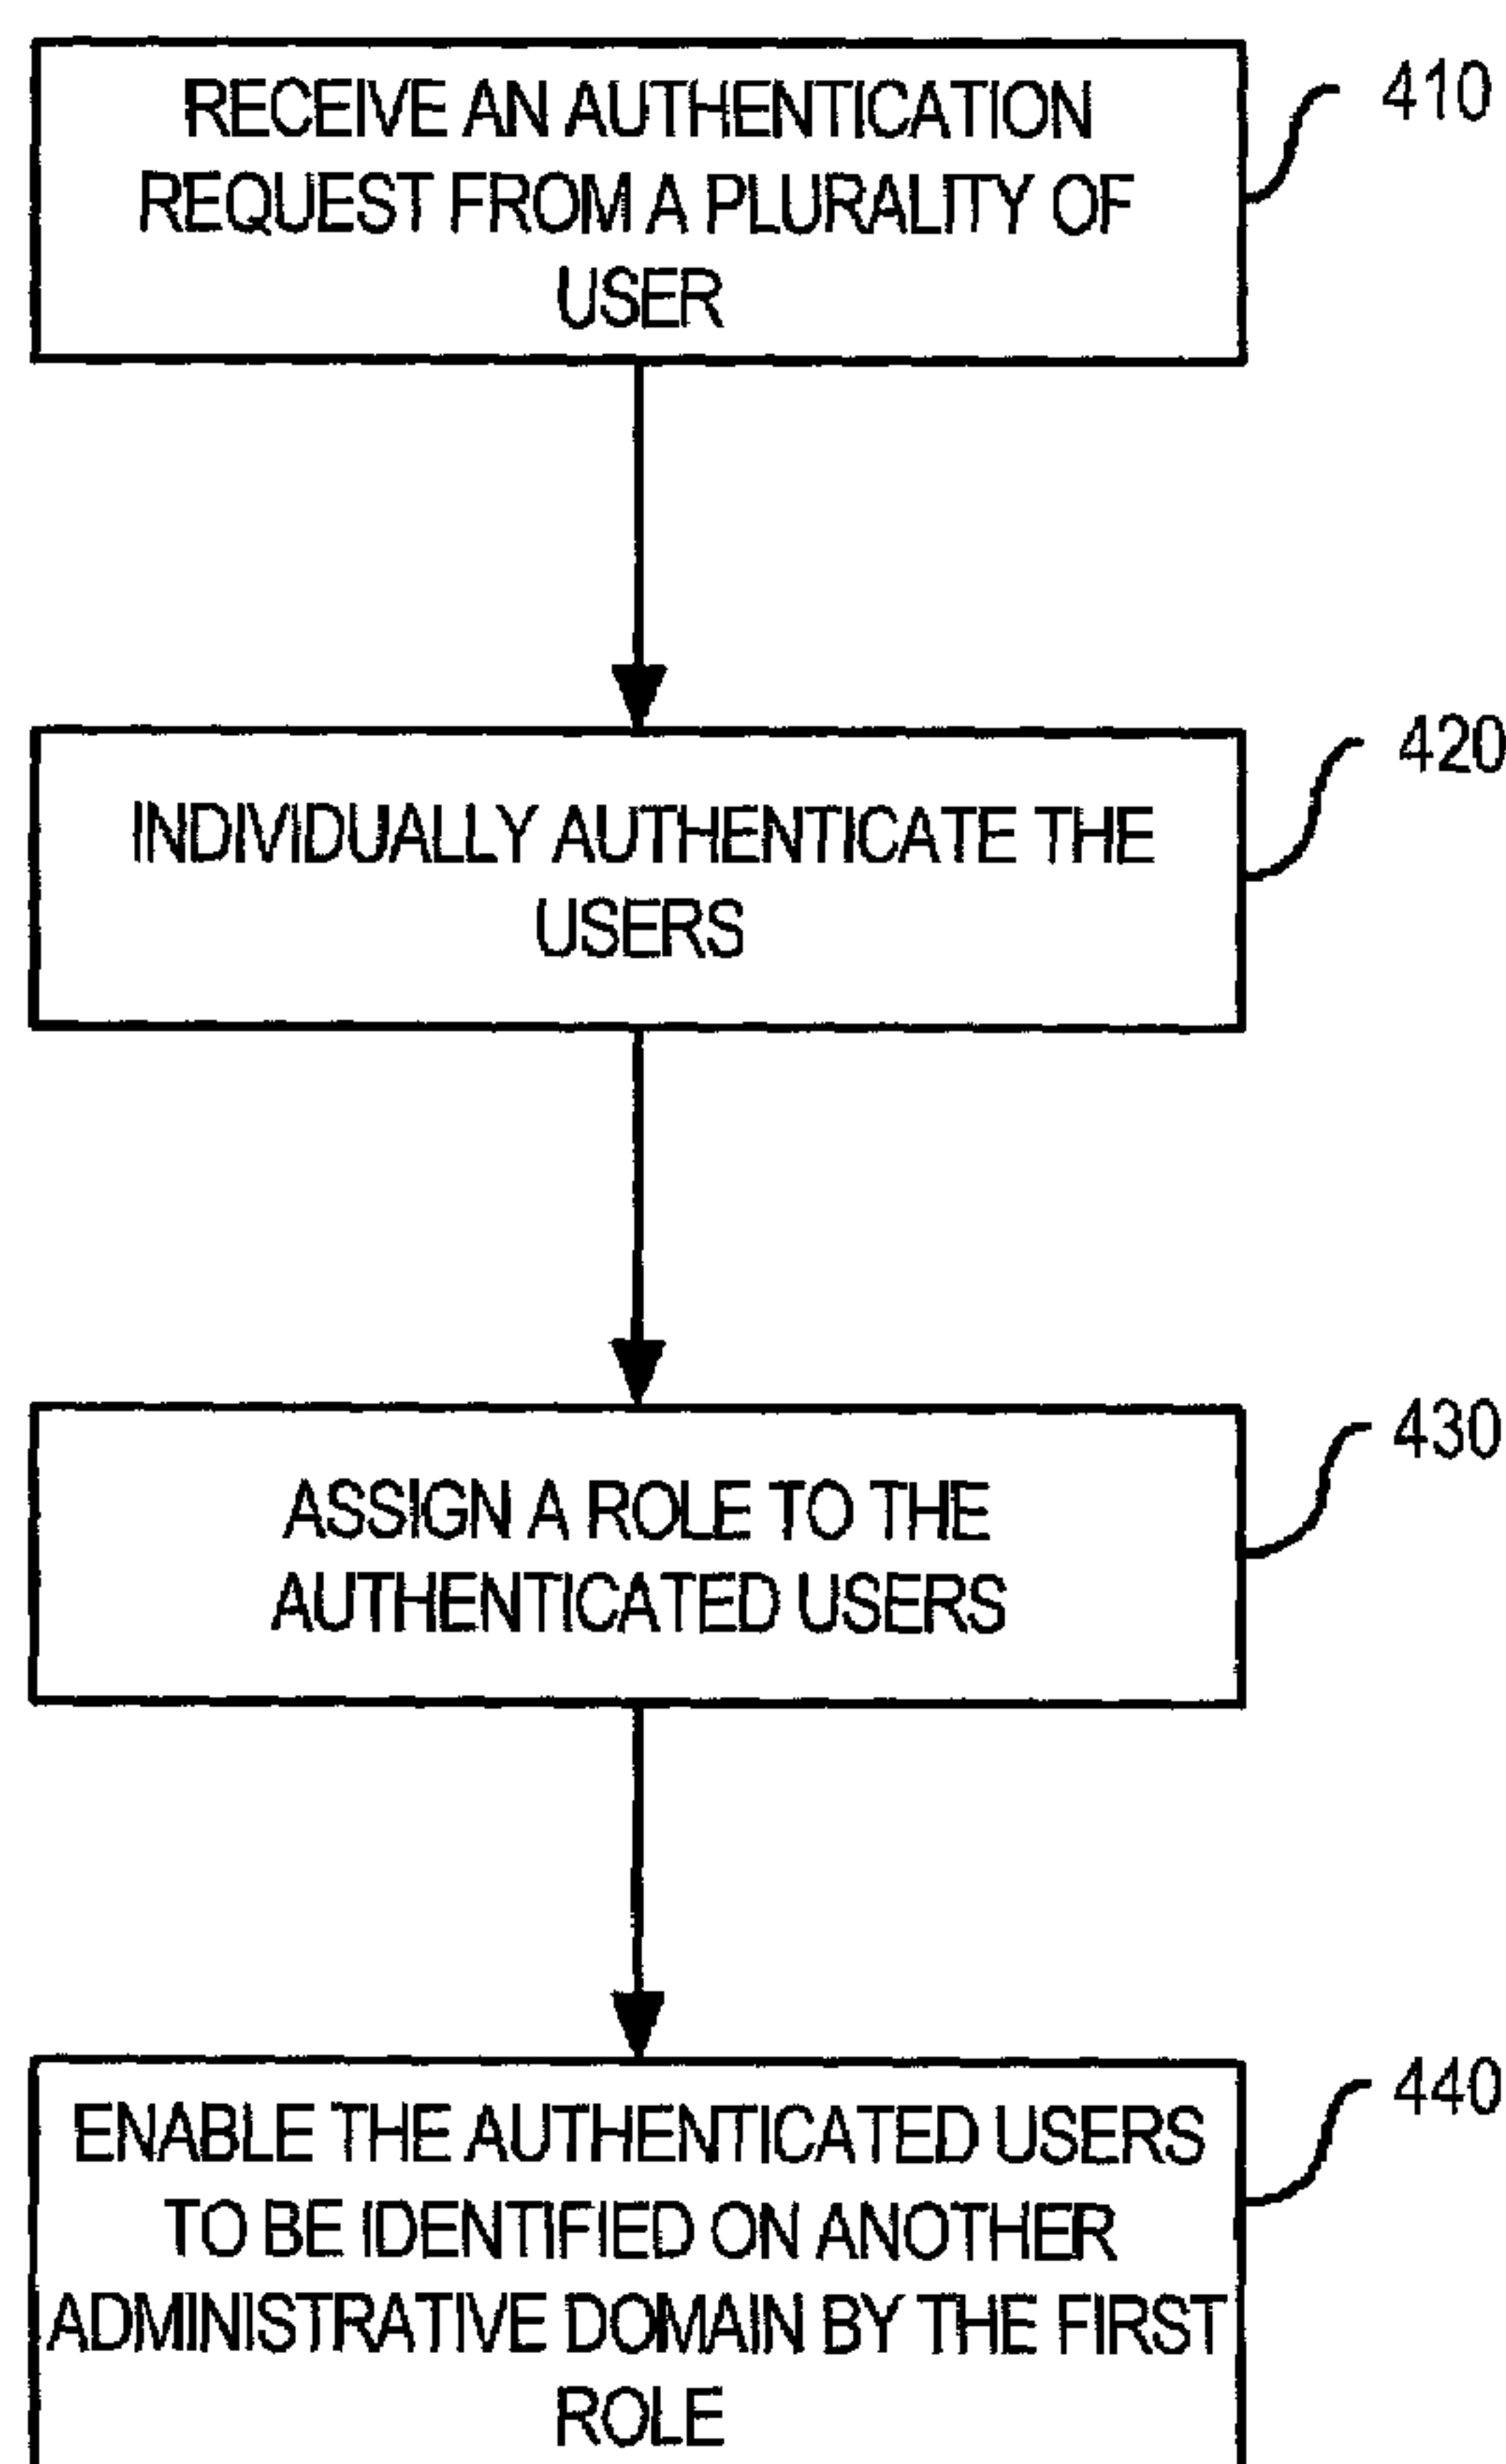 RECEIVE AN AUTHENTICATION
REQUEST FROM A PLURALITY OF
USER
410
INDIVIDUALLY AUTHENTICATE THE
USERS
420
ASSIGN A ROLE TO THE
AUTHENTICATED USERS
430
ENABLE THE AUTHENTICATED USERS
TO BE IDENTIFIED ON ANOTHER
ADMINISTRATIVE DOMAIN BY THE FIRST
ROLE
440